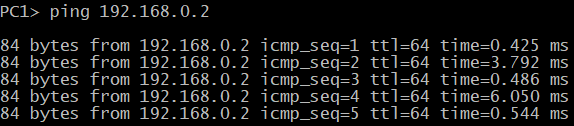 PC1> ping 192.168.0.2
84 bytes from 192.168.0.2 icmp_seq=1 ttl=64 time=0.425 ms
84 bytes from 192.168.0.2 icmp_seq=2 ttl=64 time=3.792 ms
84 bytes from 192.168.0.2 icmp_seq=3 ttl=64 time=0.486 ms
84 bytes from 192.168.0.2 icmp_seq=4 ttl=64 time=6.050 ms
84 bytes from 192.168.0.2 icmp_seq=5 ttl=64 time=0.544 ms